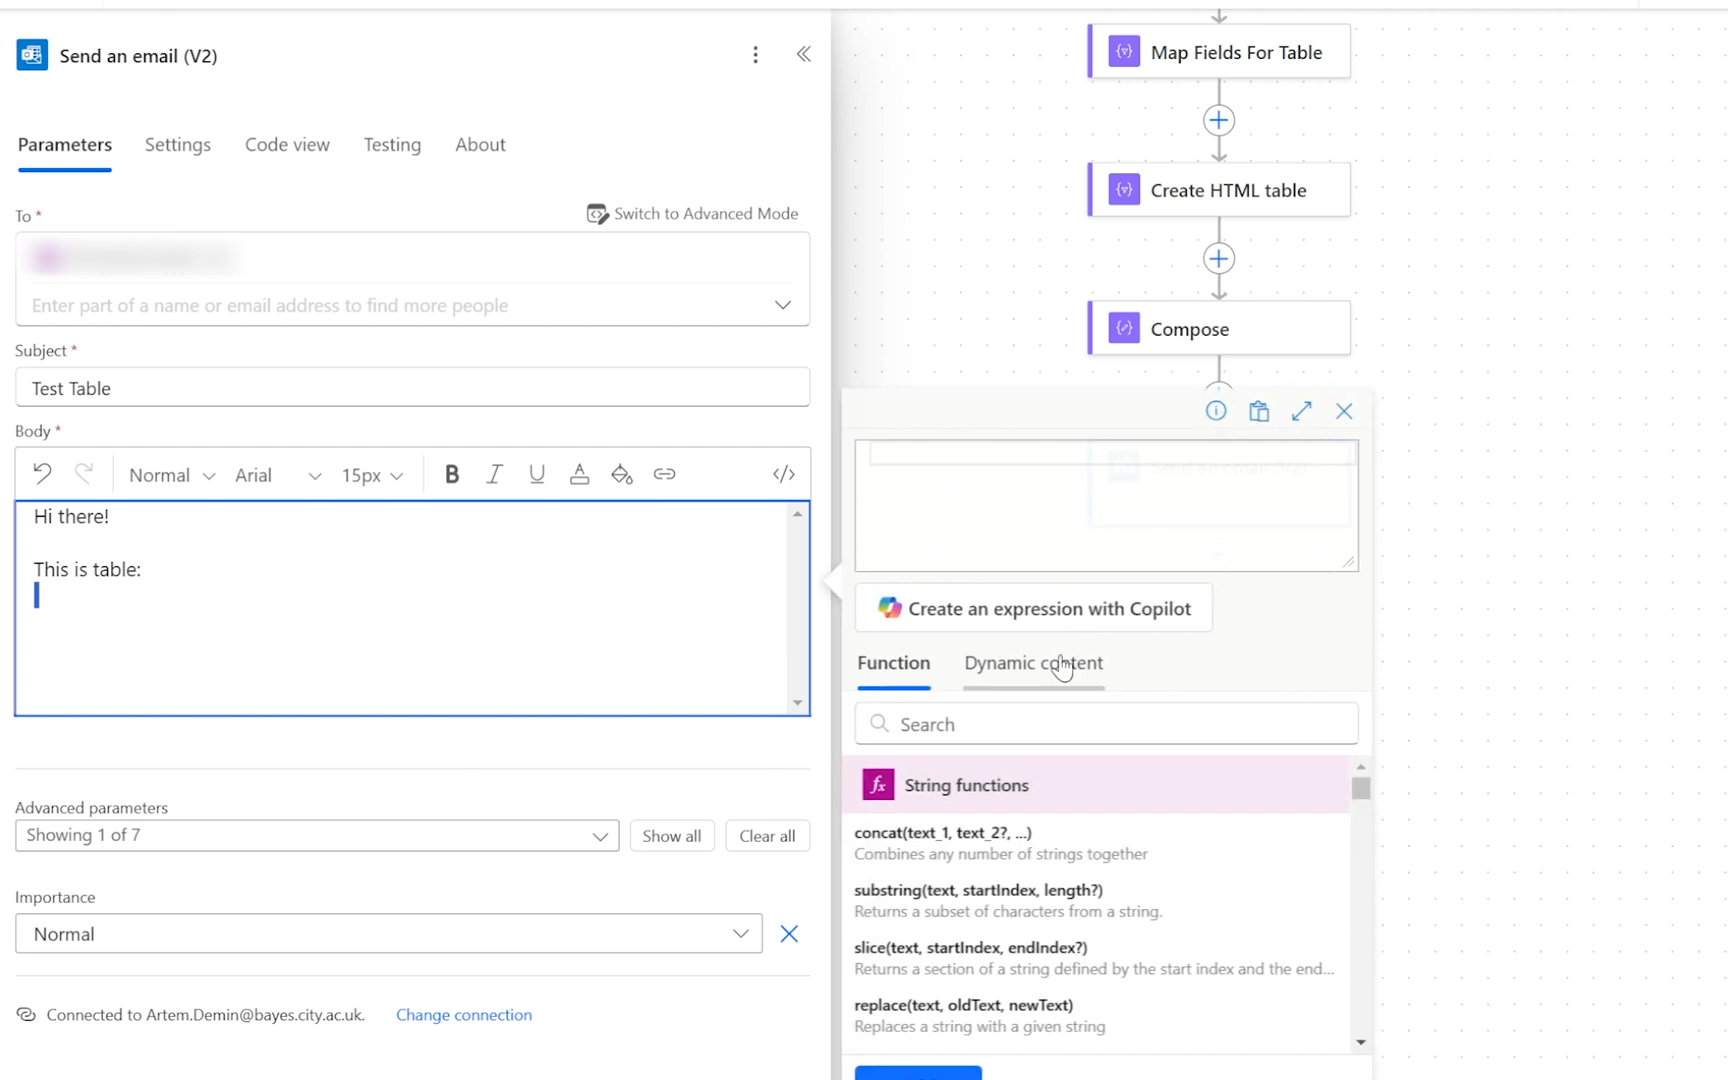 Send an email (V2)
Parameters
Settings
Code view
Testing
About
To *
Switch to Advanced Mode
Enter part of a name or email address to find more people
Subject *
Test Table
Body *
Normal
Arial
15px
B
I
U
A
</>
Hi there!
This is table:
Advanced parameters
Showing 1 of 7
Show all
Clear all
Importance
Normal
Connected to Artem.Demin@bayes.city.ac.uk.
Change connection
Map Fields For Table
Create HTML table
Compose
Send an email (V2)
Create an expression with Copilot
Function
Dynamic content
Search
fx
String functions
concat(text_1, text_2?, ...)
Combines any number of strings together
substring(text, startIndex, length?)
Returns a subset of characters from a string.
slice(text, startIndex, endIndex?)
Returns a section of a string defined by the start index and the end...
replace(text, oldText, newText)
Replaces a string with a given string